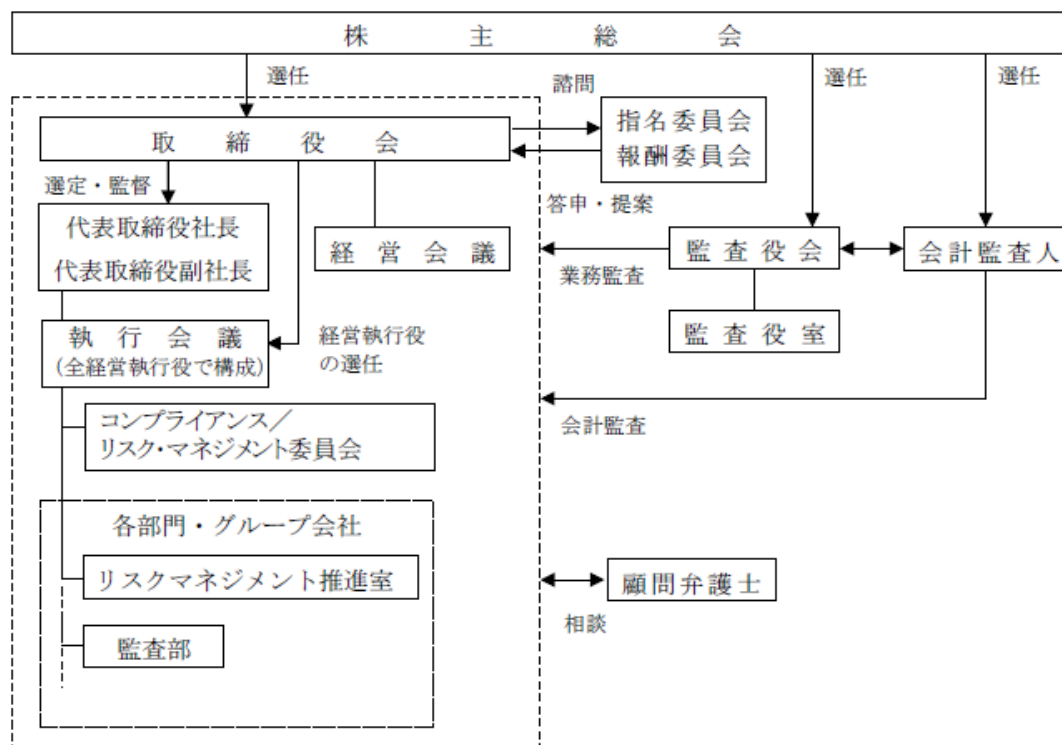 株主総会
選任
選任
選任
諮問
取締役会
指名委員会
報酬委員会
選定・監督
答申・提案
代表取締役社長
代表取締役副社長
経営会議
監査役会
会計監査人
業務監査
執行会議
(全経営執行役で構成)
経営執行役
の選任
監査役室
コンプライアンス/
リスク・マネジメント委員会
会計監査
各部門・グループ会社
リスクマネジメント推進室
顧問弁護士
相談
監査部